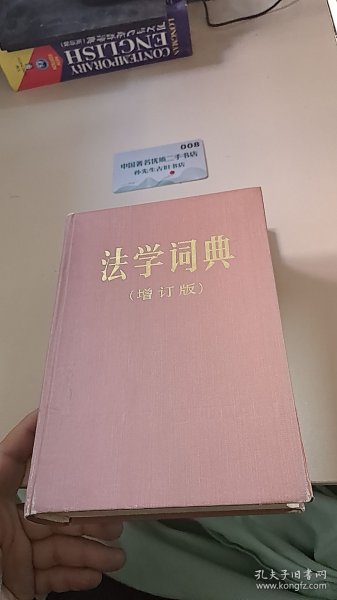 LONGMAN
CONTEMPORARY
ENGLISH
008
中国著名优质二手书店
孙先生古旧书店
法学词典
(增订版)
孔夫子旧书网
www.kongfz.com